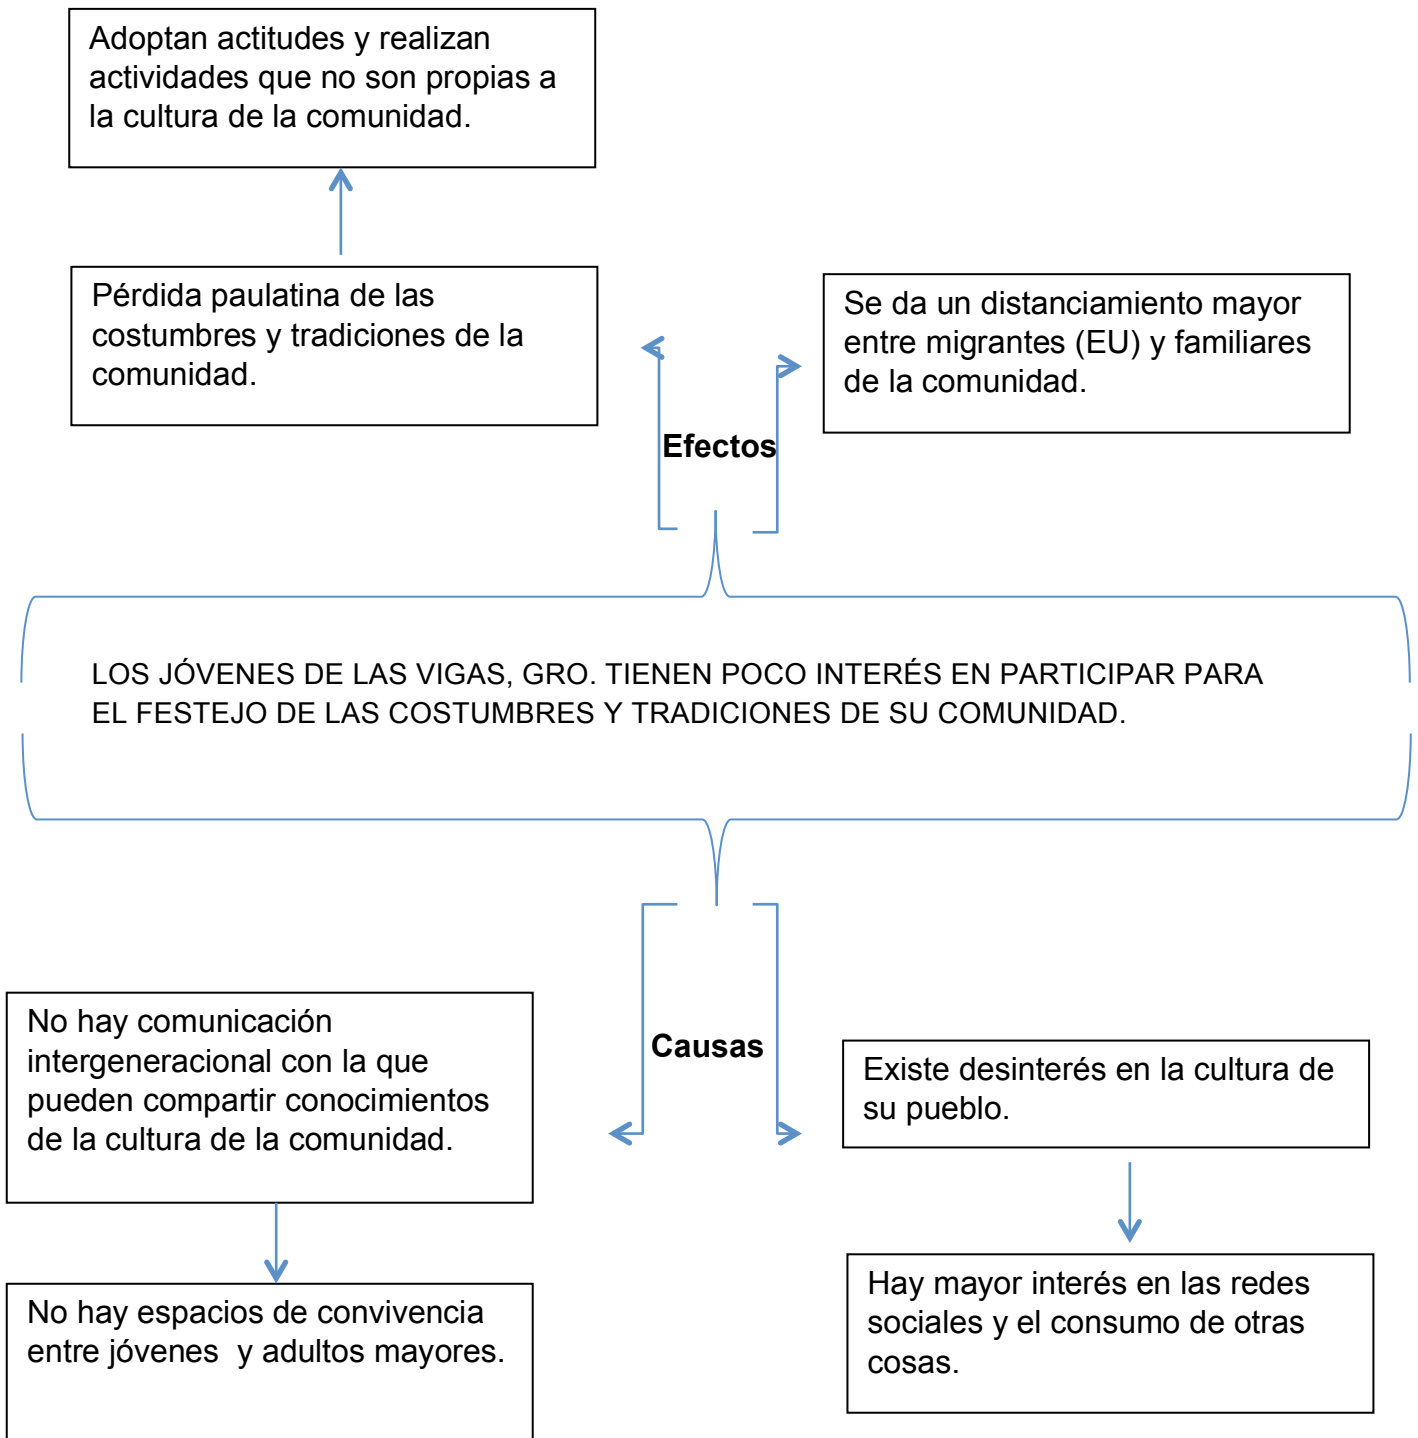 Adoptan actitudes y realizan
actividades que no son propias a
la cultura de la comunidad.
Pérdida paulatina de las
costumbres y tradiciones de la
comunidad.
Se da un distanciamiento mayor
entre migrantes (EU) y familiares
de la comunidad.
Efectos
LOS JÓVENES DE LAS VIGAS, GRO. TIENEN POCO INTERÉS EN PARTICIPAR PARA
EL FESTEJO DE LAS COSTUMBRES Y TRADICIONES DE SU COMUNIDAD.
Causas
No hay comunicación
intergeneracional con la que
pueden compartir conocimientos
de la cultura de la comunidad.
Existe desinterés en la cultura de
su pueblo.
No hay espacios de convivencia
entre jóvenes  y adultos mayores.
Hay mayor interés en las redes
sociales y el consumo de otras
cosas.